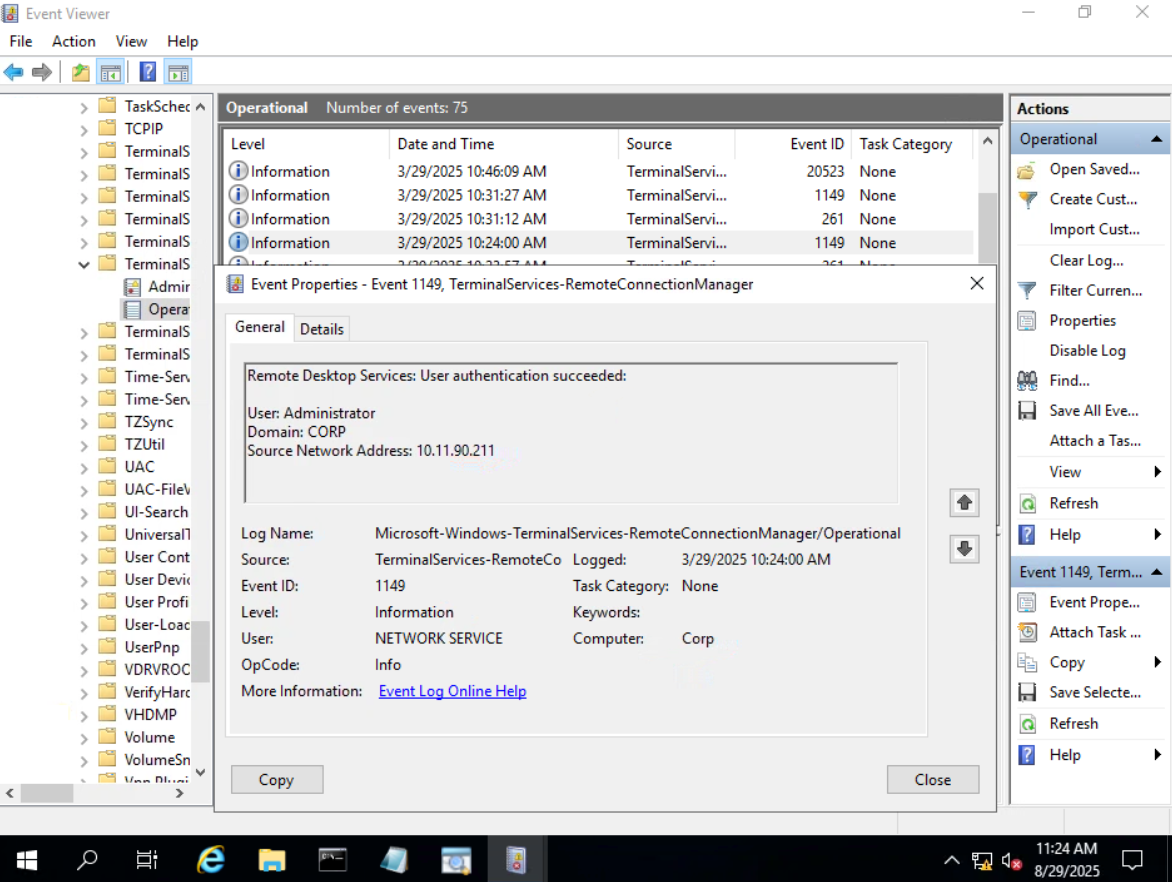 Event Viewer
File Action View Help
TaskSchec
TCPIP
TerminalS
TerminalS
TerminalS
TerminalS
TerminalS
TerminalS
Admir
Opera
TerminalS
TerminalS
Time-Serv
Time-Serv
TZSync
TZUtil
UAC
UAC-FileV
UI-Search
UniversalT
User Cont
User Devic
User Profi
User-Load
UserPnp
VDRVROC
VerifyHarc
VHDMP
Volume
VolumeSn
Operational Number of events: 75
Level Date and Time Source Event ID Task Category
Information 3/29/2025 10:46:09 AM TerminalServi... 20523 None
Information 3/29/2025 10:31:27 AM TerminalServi... 1149 None
Information 3/29/2025 10:31:12 AM TerminalServi... 261 None
Information 3/29/2025 10:24:00 AM TerminalServi... 1149 None
Event Properties - Event 1149, TerminalServices-RemoteConnectionManager
General Details
Remote Desktop Services: User authentication succeeded:
User: Administrator
Domain: CORP
Source Network Address: 10.11.90.211
Log Name: Microsoft-Windows-TerminalServices-RemoteConnectionManager/Operational
Source: TerminalServices-RemoteCo Logged: 3/29/2025 10:24:00 AM
Event ID: 1149 Task Category: None
Level: Information Keywords:
User: NETWORK SERVICE Computer: Corp
OpCode: Info
More Information: Event Log Online Help
Copy Close
Actions
Operational
Open Saved...
Create Cust...
Import Cust...
Clear Log...
Filter Curren...
Properties
Disable Log
Find...
Save All Eve...
Attach a Tas...
View
Refresh
Help
Event 1149, Term...
Event Prope...
Attach Task ...
Copy
Save Selecte...
Refresh
Help
11:24 AM
8/29/2025